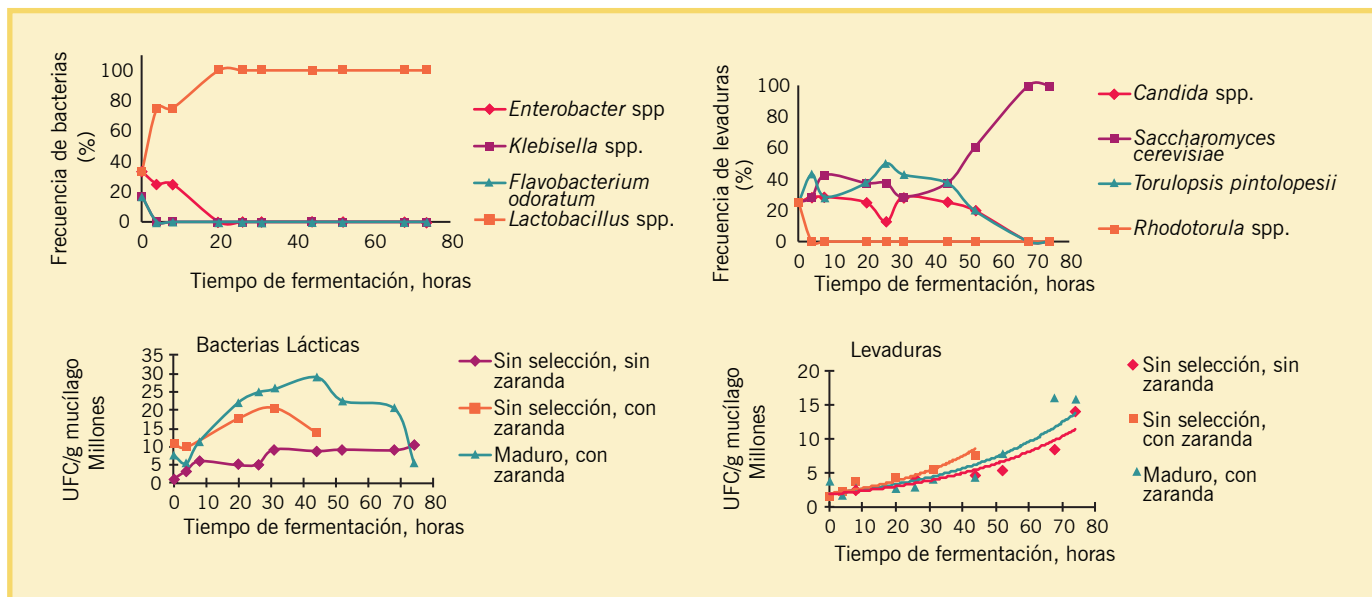 Frecuencia de bacterias
(%)
100
80
60
40
20
0
0 20 40 60 80
Tiempo de fermentación, horas
Enterobacter spp
Klebisella spp.
Flavobacterium
odoratum
Lactobacillus spp.
Frecuencia de levaduras
(%)
100
80
60
40
20
0
0 10 20 30 40 50 60 70 80
Tiempo de fermentación, horas
Candida spp.
Saccharomyces
cerevisiae
Torulopsis pintolopesii
Rhodotorula spp.
Bacterias Lácticas
UFC/g mucílago
Millones
35
30
25
20
15
10
5
0
0 10 20 30 40 50 60 70 80
Tiempo de fermentación, horas
Sin selección, sin
zaranda
Sin selección, con
zaranda
Maduro, con
zaranda
Levaduras
UFC/g mucílago
Millones
20
15
10
5
0
0 10 20 30 40 50 60 70 80
Tiempo de fermentación, horas
Sin selección, sin
zaranda
Sin selección,
con zaranda
Maduro, con
zaranda